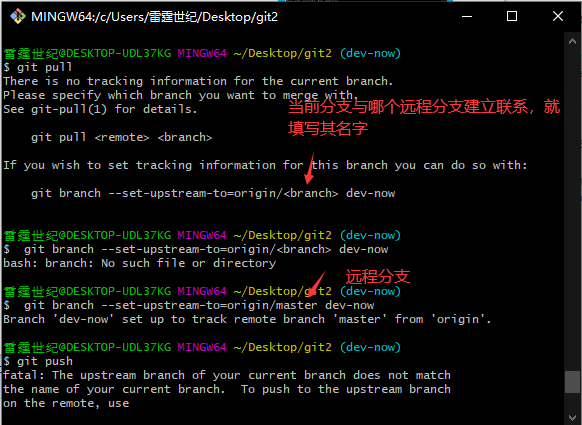 MINGW64:/c/Users/雷霆世纪/Desktop/git2
雷霆世纪@DESKTOP-UDL37KG MINGW64 ~/Desktop/git2 (dev-now)
$ git pull
There is no tracking information for the current branch.
Please specify which branch you want to merge with.
See git-pull(1) for details.
当前分支与哪个远程分支建立联系，就
填写其名字
git pull <remote> <branch>
If you wish to set tracking information for this branch you can do so with:
git branch --set-upstream-to=origin/<branch> dev-now
雷霆世纪@DESKTOP-UDL37KG MINGW64 ~/Desktop/git2 (dev-now)
$  git branch --set-upstream-to=origin/<branch> dev-now
bash: branch: No such file or directory
远程分支
雷霆世纪@DESKTOP-UDL37KG MINGW64 ~/Desktop/git2 (dev-now)
$  git branch --set-upstream-to=origin/master dev-now
Branch 'dev-now' set up to track remote branch 'master' from 'origin'.
雷霆世纪@DESKTOP-UDL37KG MINGW64 ~/Desktop/git2 (dev-now)
$ git push
fatal: The upstream branch of your current branch does not match
the name of your current branch.  To push to the upstream branch
on the remote, use